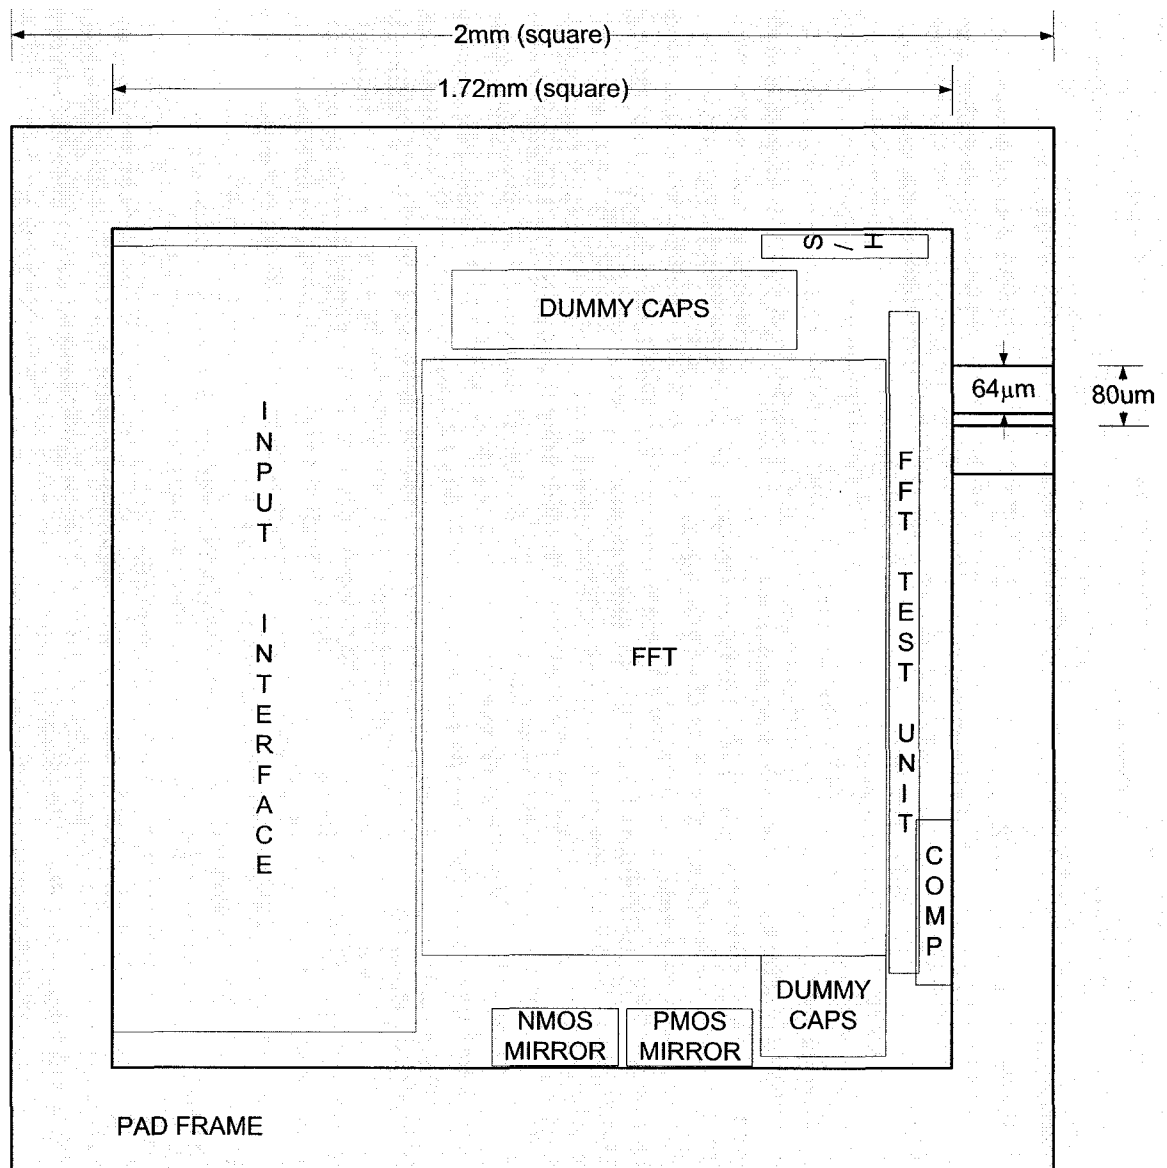 2mm (square)
1.72mm (square)
S/H
DUMMY CAPS
64μm
80um
INPUT INTERFACE
FFT TEST UNIT
FFT
COMP
DUMMY
CAPS
NMOS
MIRROR
PMOS
MIRROR
PAD FRAME